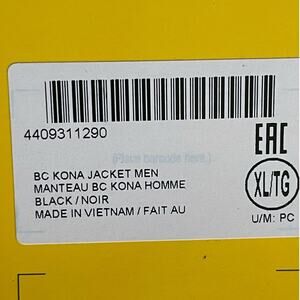 4409311290
(Place barcode here.)
EAC
BC KONA JACKET MEN
MANTEAU BC KONA HOMME
BLACK / NOIR
MADE IN VIETNAM / FAIT AU
XL/TG
U/M: PC